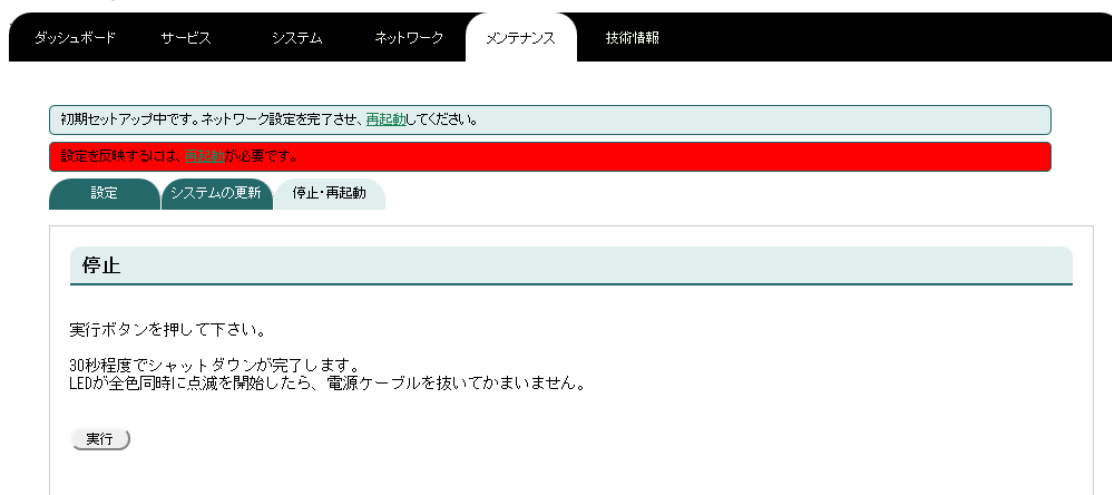 ダッシュボード サービス システム ネットワーク メンテナンス 技術情報
初期セットアップ中です。ネットワーク設定を完了させ、再起動してください。
設定を反映するには、再起動が必要です。
設定 システムの更新 停止・再起動
停止
実行ボタンを押して下さい。
30秒程度でシャットダウンが完了します。
LEDが全色同時に点滅を開始したら、電源ケーブルを抜いてかまいません。
実行